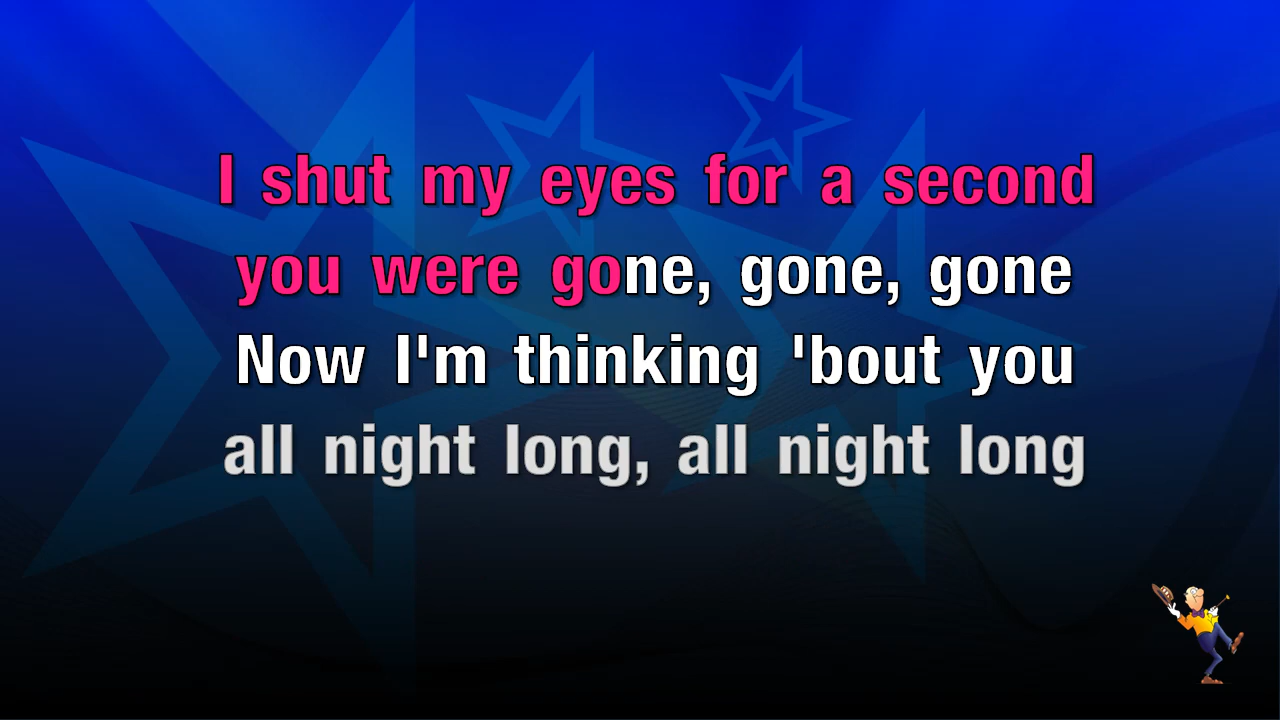 I shut my eyes for a second
you were gone, gone, gone
Now I'm thinking 'bout you
all night long, all night long